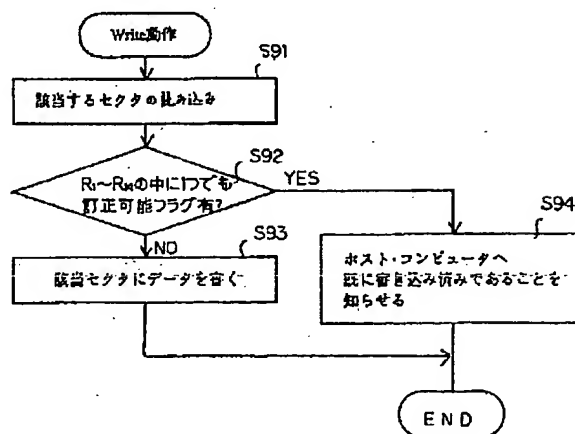 Write動作
S91
該当するセクタの読み込み
S92
R₁~R₁₀の中に1つでも
訂正可能フラグ有?
YES
NO
S93
該当セクタにデータを書く
S94
ホスト・コンピュータへ
既に書き込み済みであることを
知らせる
END